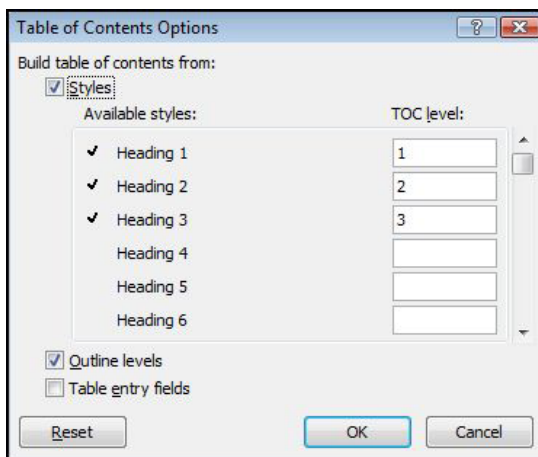 Table of Contents Options
Build table of contents from:
Styles
Available styles: TOC level:
Heading 1 1
Heading 2 2
Heading 3 3
Heading 4
Heading 5
Heading 6
Outline levels
Table entry fields
Reset OK Cancel